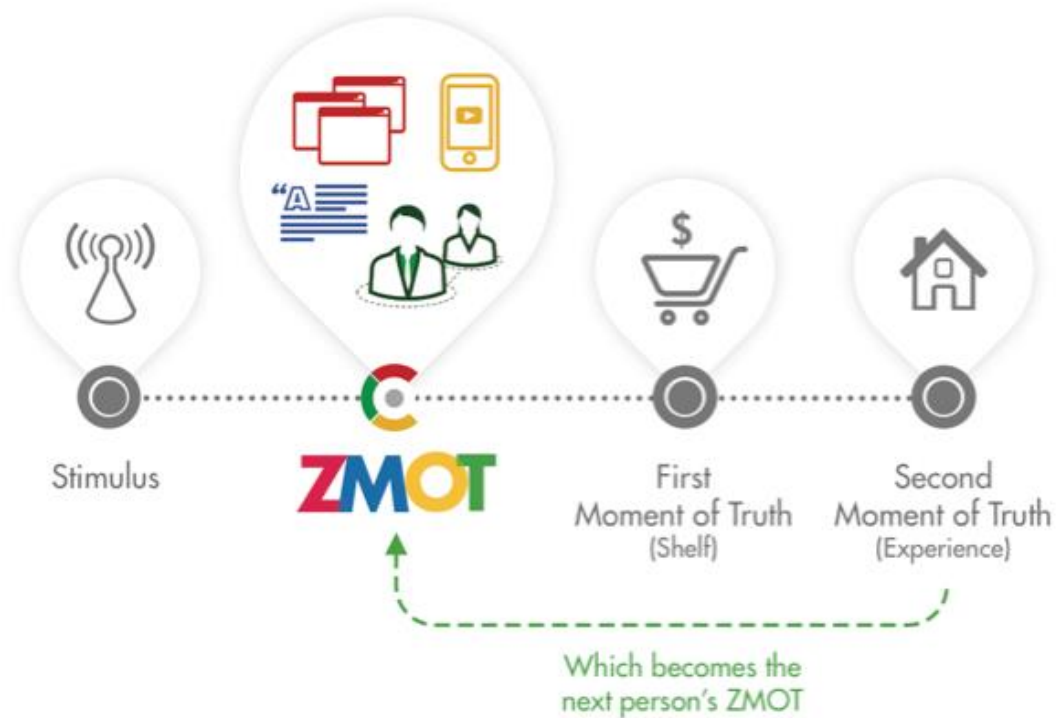 $
“A
Stimulus
ZMOT
First
Moment of Truth
(Shelf)
Second
Moment of Truth
(Experience)
Which becomes the
next person's ZMOT